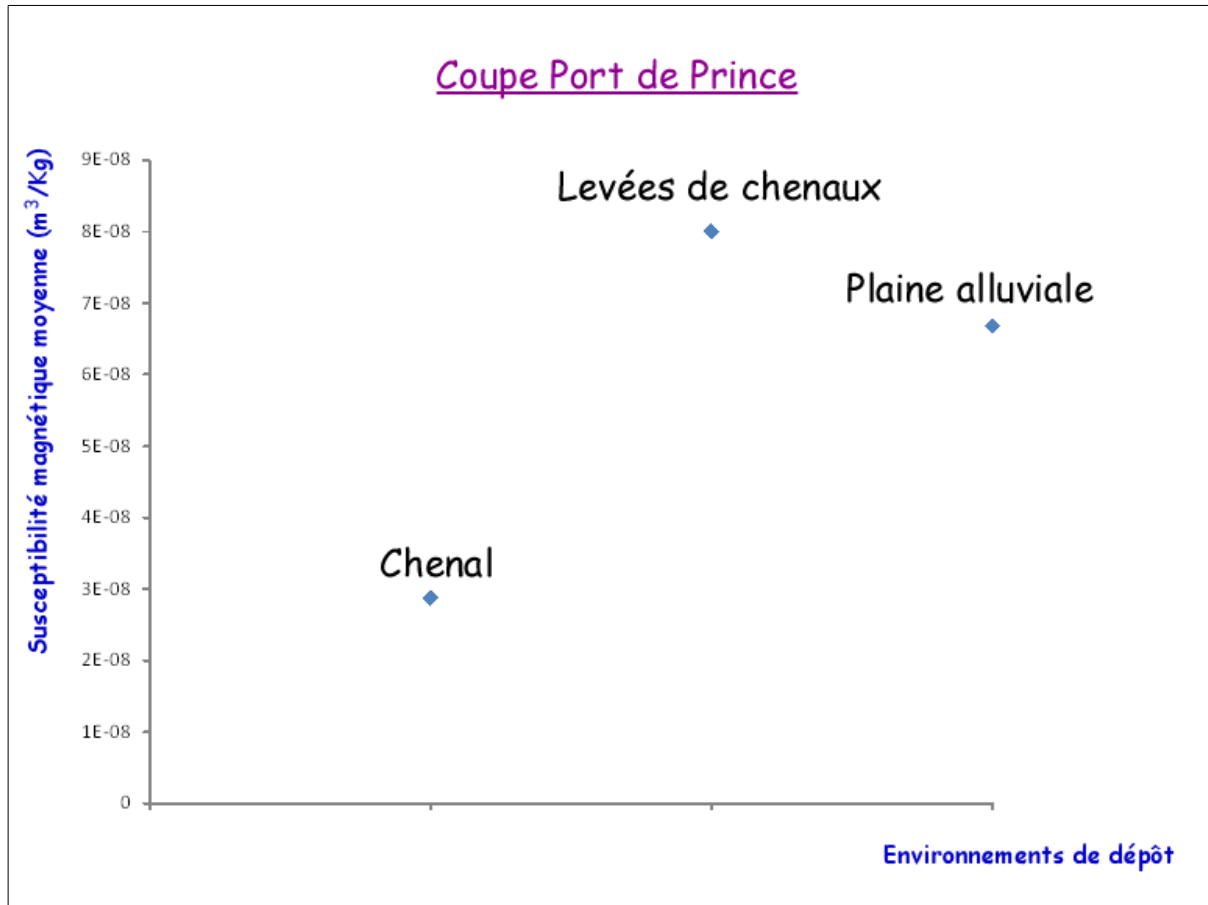 Coupe Port de Prince
Susceptibilité magnétique moyenne (m³/Kg)
9E-08
8E-08
7E-08
6E-08
5E-08
4E-08
3E-08
2E-08
1E-08
0
Levées de chenaux
Plaine alluviale
Chenal
Environnements de dépôt